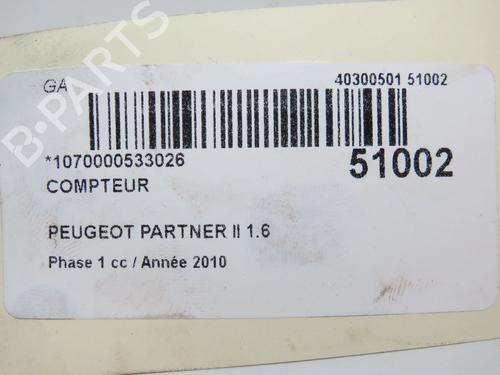 B-PARTS
GA
40300501 51002
*1070000533026
51002
COMPTEUR
PEUGEOT PARTNER II 1.6
Phase 1 cc / Année 2010